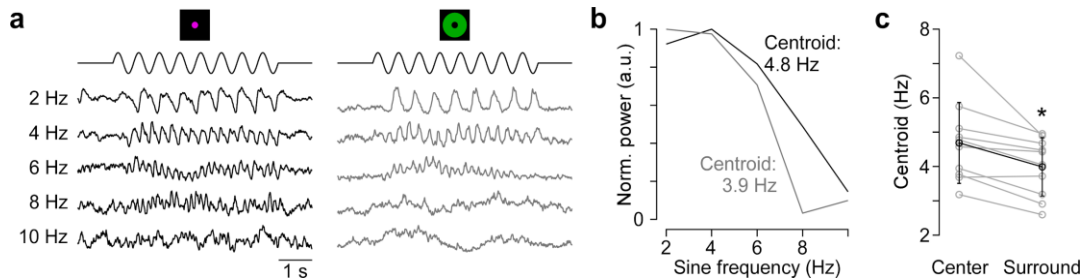 a
2 Hz
4 Hz
6 Hz
8 Hz
10 Hz
1 s
b
Norm. power (a.u.)
1
0
Centroid:
4.8 Hz
Centroid:
3.9 Hz
2 4 6 8
Sine frequency (Hz)
c
Centroid (Hz)
8
6
4
2
*
Center Surround